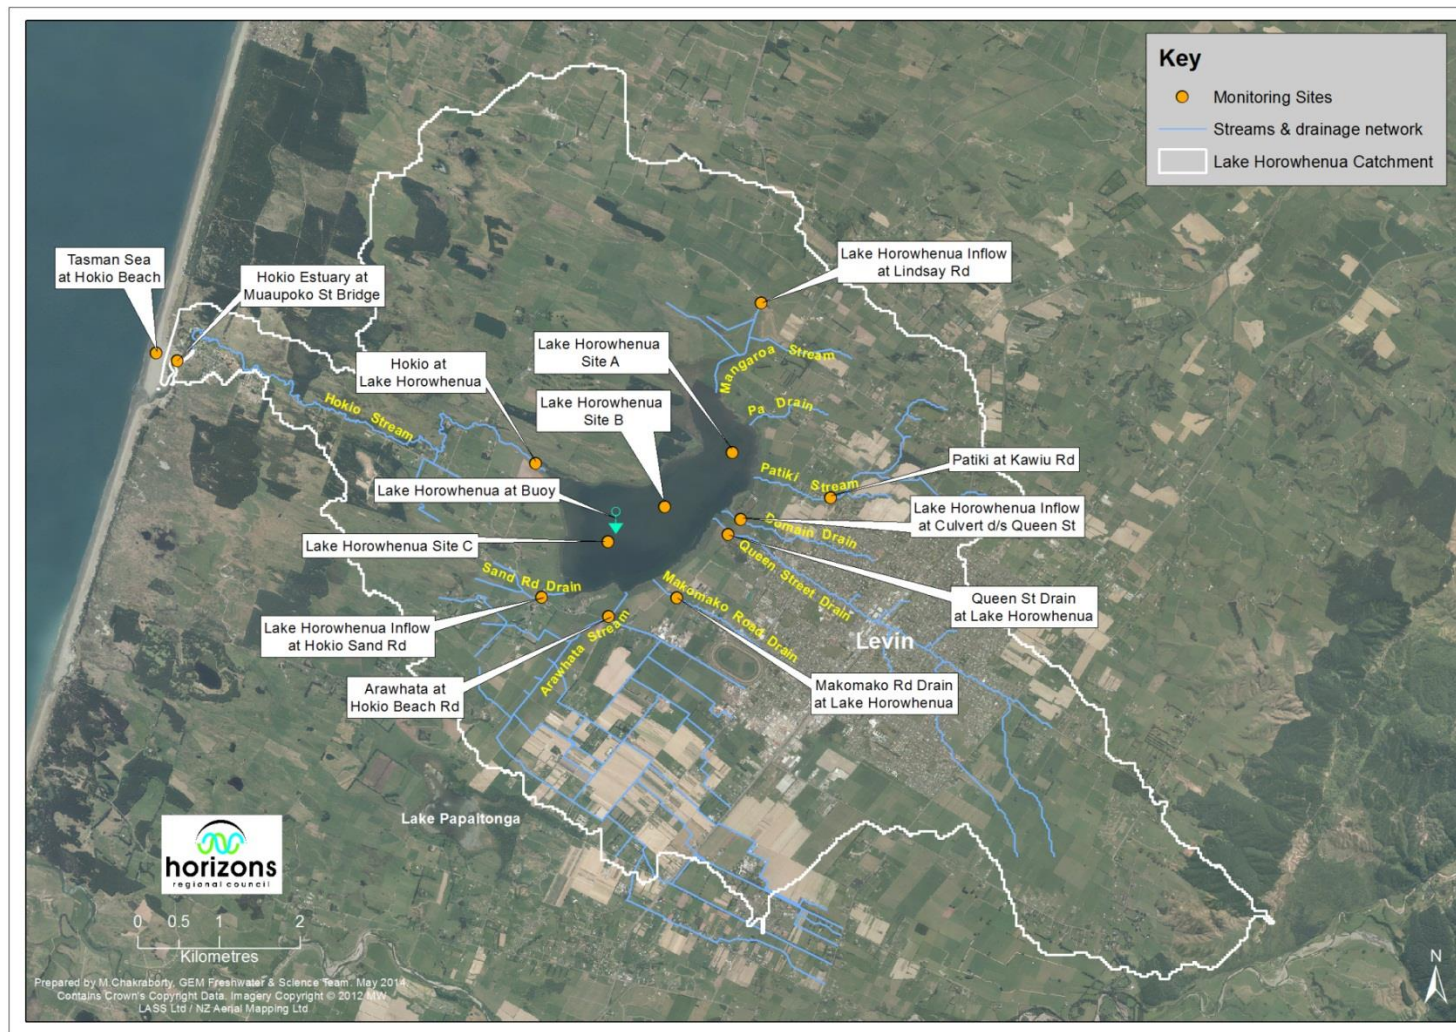 Key
Monitoring Sites
Streams & drainage network
Lake Horowhenua Catchment
Tasman Sea
at Hokio Beach
Hokio Estuary at
Muaupoko St Bridge
Lake Horowhenua Inflow
at Lindsay Rd
Lake Horowhenua
Site A
Mangaroa Stream
Hokio at
Lake Horowhenua
Lake Horowhenua
Site B
Pa Drain
Hokio Stream
Patiki Stream
Patiki at Kawiu Rd
Lake Horowhenua at Buoy
Lake Horowhenua Inflow
at Culvert d/s Queen St
Domain Drain
Lake Horowhenua Site C
Queen Street Drain
Sand Rd Drain
Makomako Road Drain
Queen St Drain
at Lake Horowhenua
Lake Horowhenua Inflow
at Hokio Sand Rd
Arawhata Stream
Levin
Arawhata at
Hokio Beach Rd
Makomako Rd Drain
at Lake Horowhenua
Lake Papaitonga
horizons
regional council
0 0.5 1 2
Kilometres
N
Prepared by M.Chakraborty, GEM Freshwater & Science Team. May 2014
Contains Crown's Copyright Data. Imagery Copyright © 2012 MW
LASS Ltd / NZ Aerial Mapping Ltd